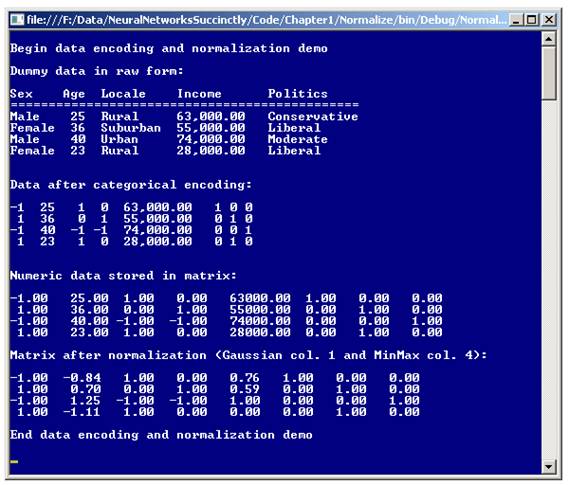 file:///F:/Data/NeuralNetworksSuccinctly/Code/Chapter1/Normalize/bin/Debug/Normal...
Begin data encoding and normalization demo
Dummy data in raw form:
Sex Age Locale Income Politics
==============================================
Male 25 Rural 63,000.00 Conservative
Female 36 Suburban 55,000.00 Liberal
Male 40 Urban 74,000.00 Moderate
Female 23 Rural 28,000.00 Liberal
Data after categorical encoding:
-1 25 1 0 63,000.00 1 0 0
1 36 0 1 55,000.00 0 1 0
-1 40 -1 -1 74,000.00 0 0 1
1 23 1 0 28,000.00 0 1 0
Numeric data stored in matrix:
-1.00 25.00 1.00 0.00 63000.00 1.00 0.00 0.00
1.00 36.00 0.00 1.00 55000.00 0.00 1.00 0.00
-1.00 40.00 -1.00 -1.00 74000.00 0.00 0.00 1.00
1.00 23.00 1.00 0.00 28000.00 0.00 1.00 0.00
Matrix after normalization (Gaussian col. 1 and MinMax col. 4):
-1.00 -0.84 1.00 0.00 0.76 1.00 0.00 0.00
1.00 0.70 0.00 1.00 0.59 0.00 1.00 0.00
-1.00 1.25 -1.00 -1.00 1.00 0.00 0.00 1.00
1.00 -1.11 1.00 0.00 0.00 0.00 1.00 0.00
End data encoding and normalization demo